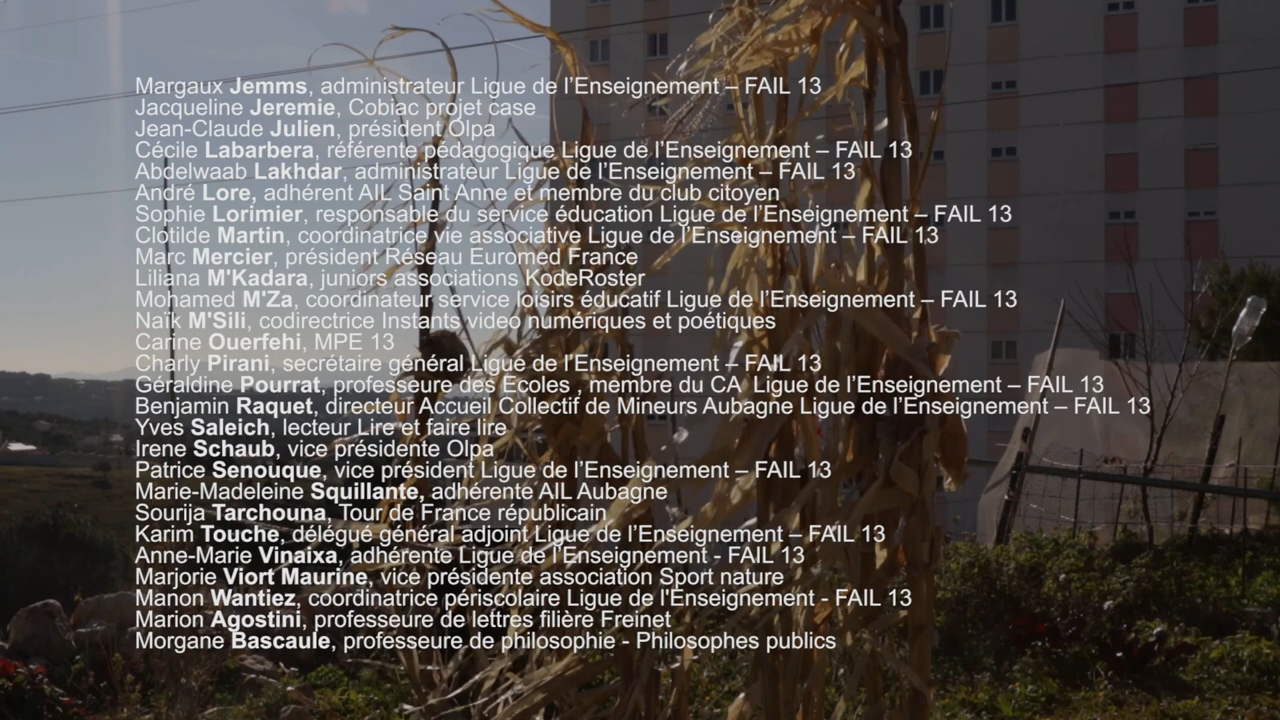 Margaux Jemms, administrateur Ligue de l’Enseignement – FAIL 13
Jacqueline Jeremie, Cobiac projet case
Jean-Claude Julien, président Olpa
Cécile Labarbera, référente pédagogique Ligue de l’Enseignement – FAIL 13
Abdelwaab Lakhdar, administrateur Ligue de l’Enseignement – FAIL 13
André Lore, adhérent AIL Saint Anne et membre du club citoyen
Sophie Lorimier, responsable du service éducation Ligue de l’Enseignement – FAIL 13
Clotilde Martin, coordinatrice vie associative Ligue de l’Enseignement – FAIL 13
Marc Mercier, président Réseau Euromed France
Liliana M'Kadara, juniors associations KodeRoster
Mohamed M'Za, coordinateur service loisirs éducatif Ligue de l’Enseignement – FAIL 13
Naïk M'Sili, codirectrice Instants video numériques et poétiques
Carine Ouerfehi, MPE 13
Charly Pirani, secrétaire général Ligue de l’Enseignement – FAIL 13
Géraldine Pourrat, professeure des Ecoles , membre du CA Ligue de l’Enseignement – FAIL 13
Benjamin Raquet, directeur Accueil Collectif de Mineurs Aubagne Ligue de l’Enseignement – FAIL 13
Yves Saleich, lecteur Lire et faire lire
Irene Schaub, vice présidente Olpa
Patrice Senouque, vice président Ligue de l’Enseignement – FAIL 13
Marie-Madeleine Squillante, adhérente AIL Aubagne
Sourija Tarchouna, Tour de France républicain
Karim Touche, délégué général adjoint Ligue de l’Enseignement – FAIL 13
Anne-Marie Vinaixa, adhérente Ligue de l’Enseignement - FAIL 13
Marjorie Viort Maurine, vice présidente association Sport nature
Manon Wantiez, coordinatrice périscolaire Ligue de l'Enseignement - FAIL 13
Marion Agostini, professeure de lettres filière Freinet
Morgane Bascaule, professeure de philosophie - Philosophes publics